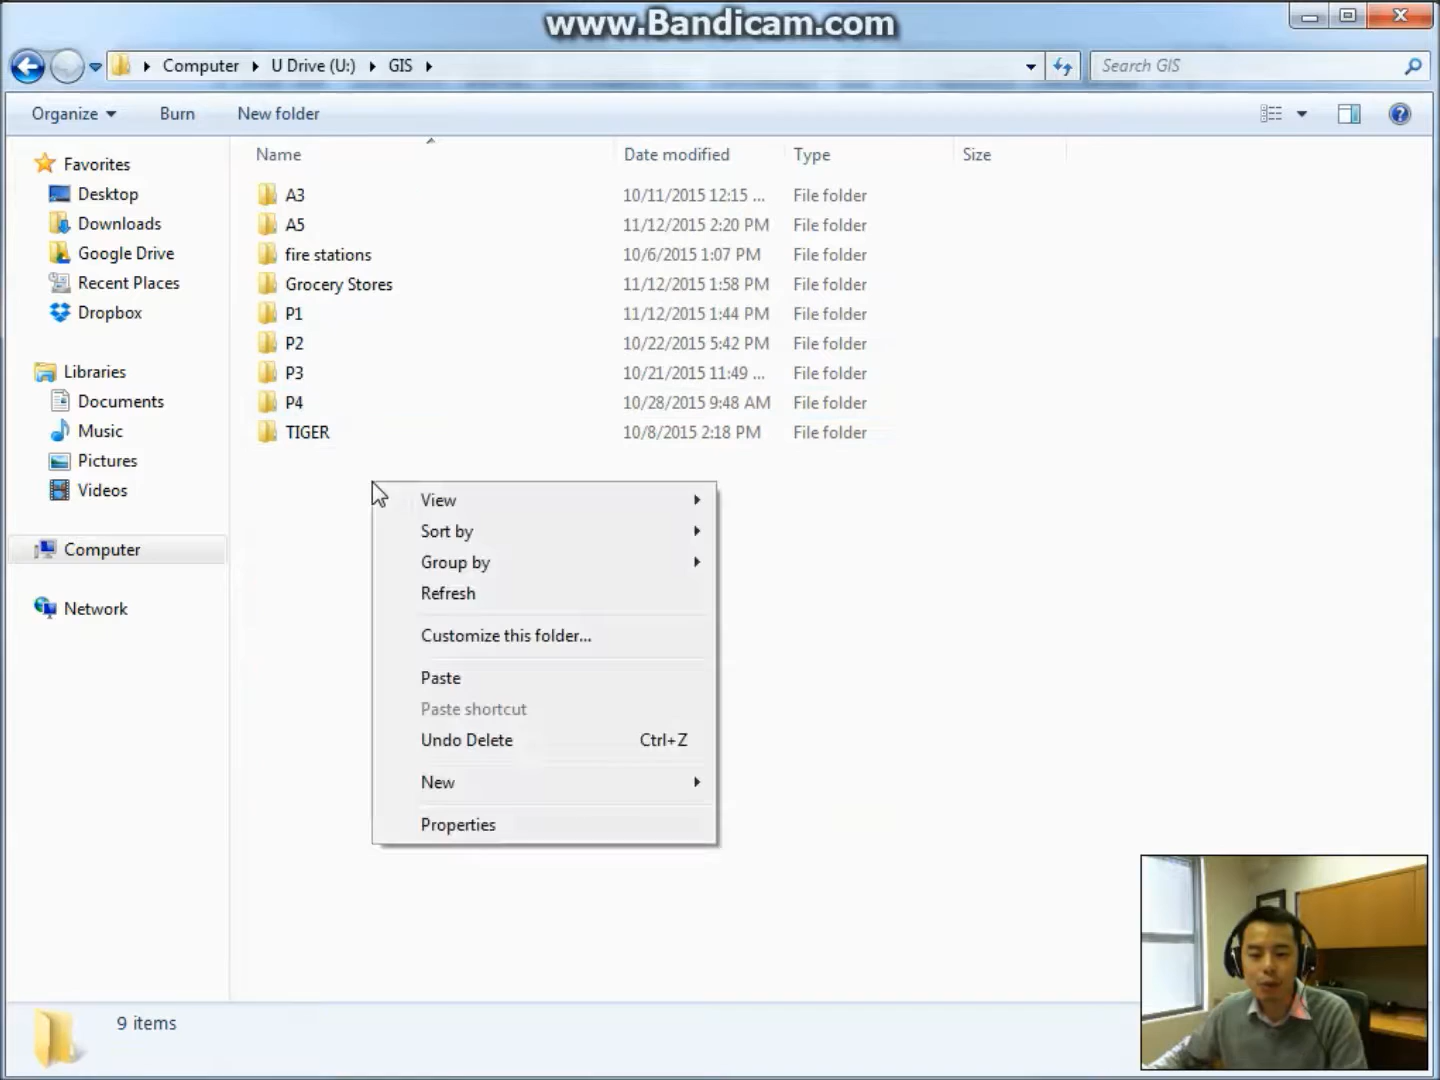 www.Bandicam.com
Computer U Drive (U:) GIS
Search GIS
Organize Burn New folder
Name Date modified Type Size
Favorites
Desktop
Downloads
Google Drive
Recent Places
Dropbox
Libraries
Documents
Music
Pictures
Videos
Computer
Network
A3 10/11/2015 12:15 ... File folder
A5 11/12/2015 2:20 PM File folder
fire stations 10/6/2015 1:07 PM File folder
Grocery Stores 11/12/2015 1:58 PM File folder
P1 11/12/2015 1:44 PM File folder
P2 10/22/2015 5:42 PM File folder
P3 10/21/2015 11:49 ... File folder
P4 10/28/2015 9:48 AM File folder
TIGER 10/8/2015 2:18 PM File folder
View
Sort by
Group by
Refresh
Customize this folder...
Paste
Paste shortcut
Undo Delete Ctrl+Z
New
Properties
9 items